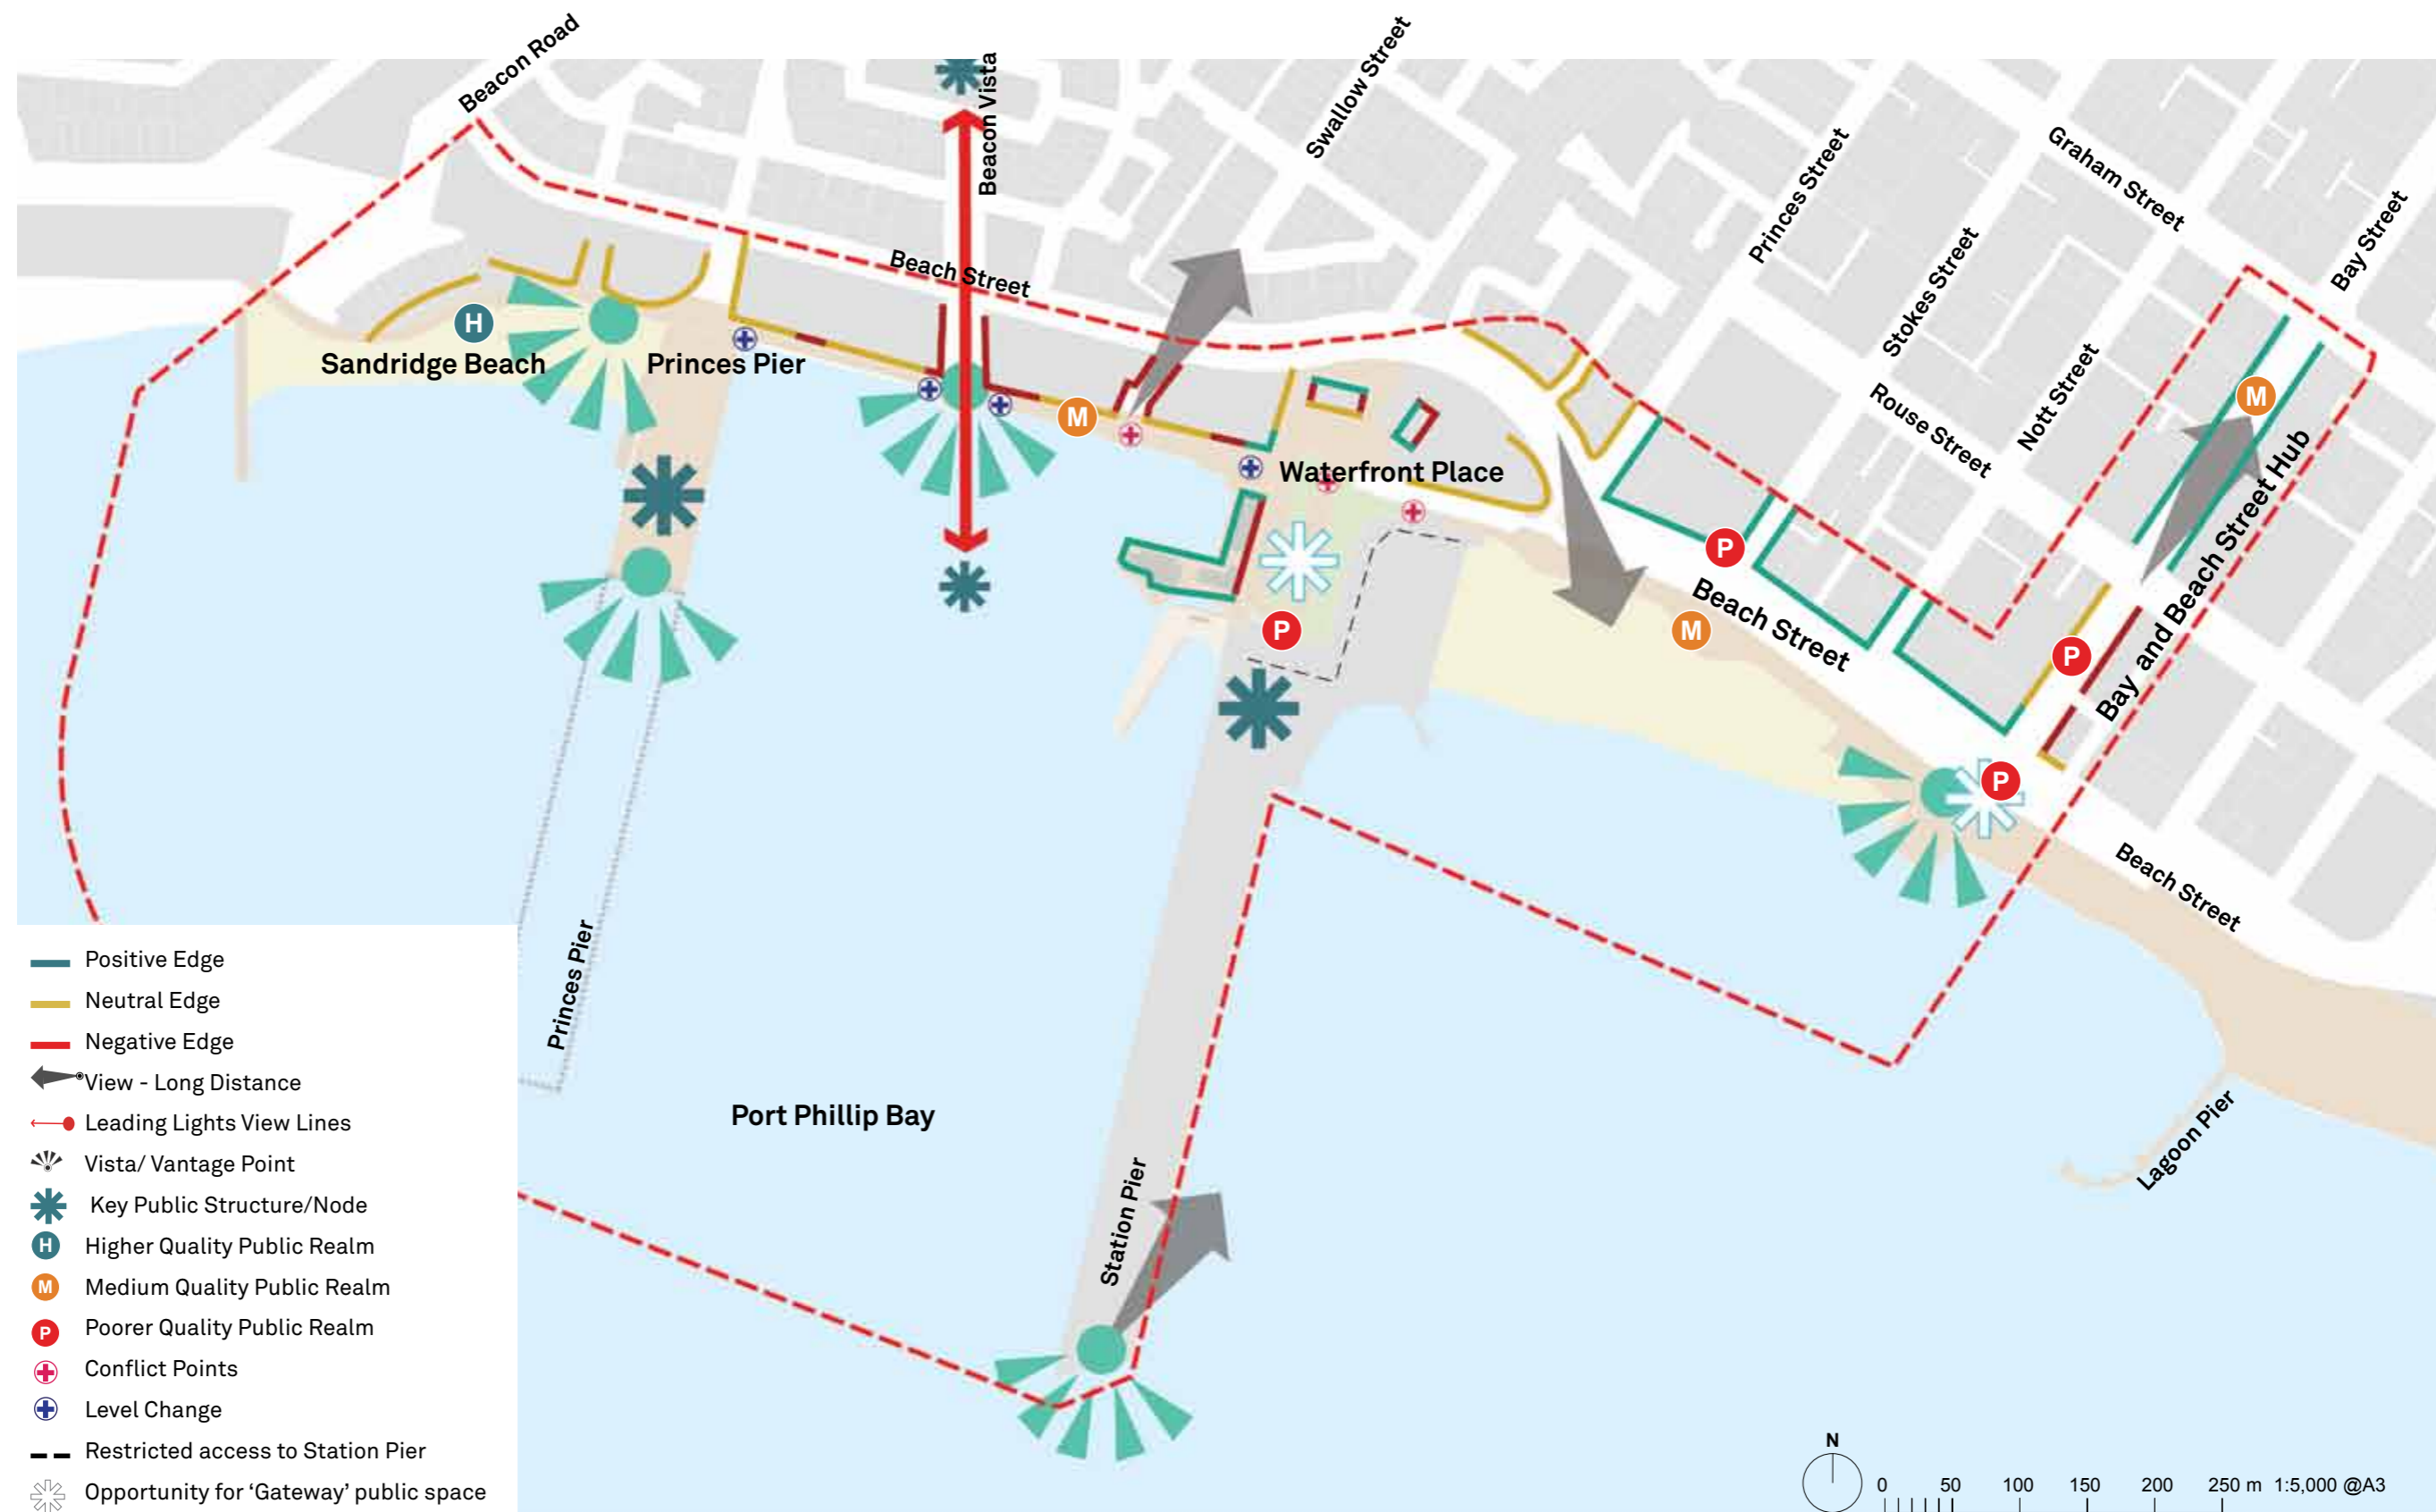 Beacon Road
Beacon Vista
Swallow Street
Princes Street
Graham Street
Stokes Street
Bay Street
Beach Street
H
Sandridge Beach
Princes Pier
M
M
Rouse Street
Nott Street
Waterfront Place
P
Beach Street
P
M
P
Bay and Beach Street Hub
P
Beach Street
Princes Pier
Port Phillip Bay
Station Pier
Lagoon Pier
Positive Edge
Neutral Edge
Negative Edge
View - Long Distance
Leading Lights View Lines
Vista/ Vantage Point
Key Public Structure/Node
H Higher Quality Public Realm
M Medium Quality Public Realm
P Poorer Quality Public Realm
Conflict Points
Level Change
Restricted access to Station Pier
Opportunity for ‘Gateway’ public space
N
0 50 100 150 200 250 m 1:5,000 @A3